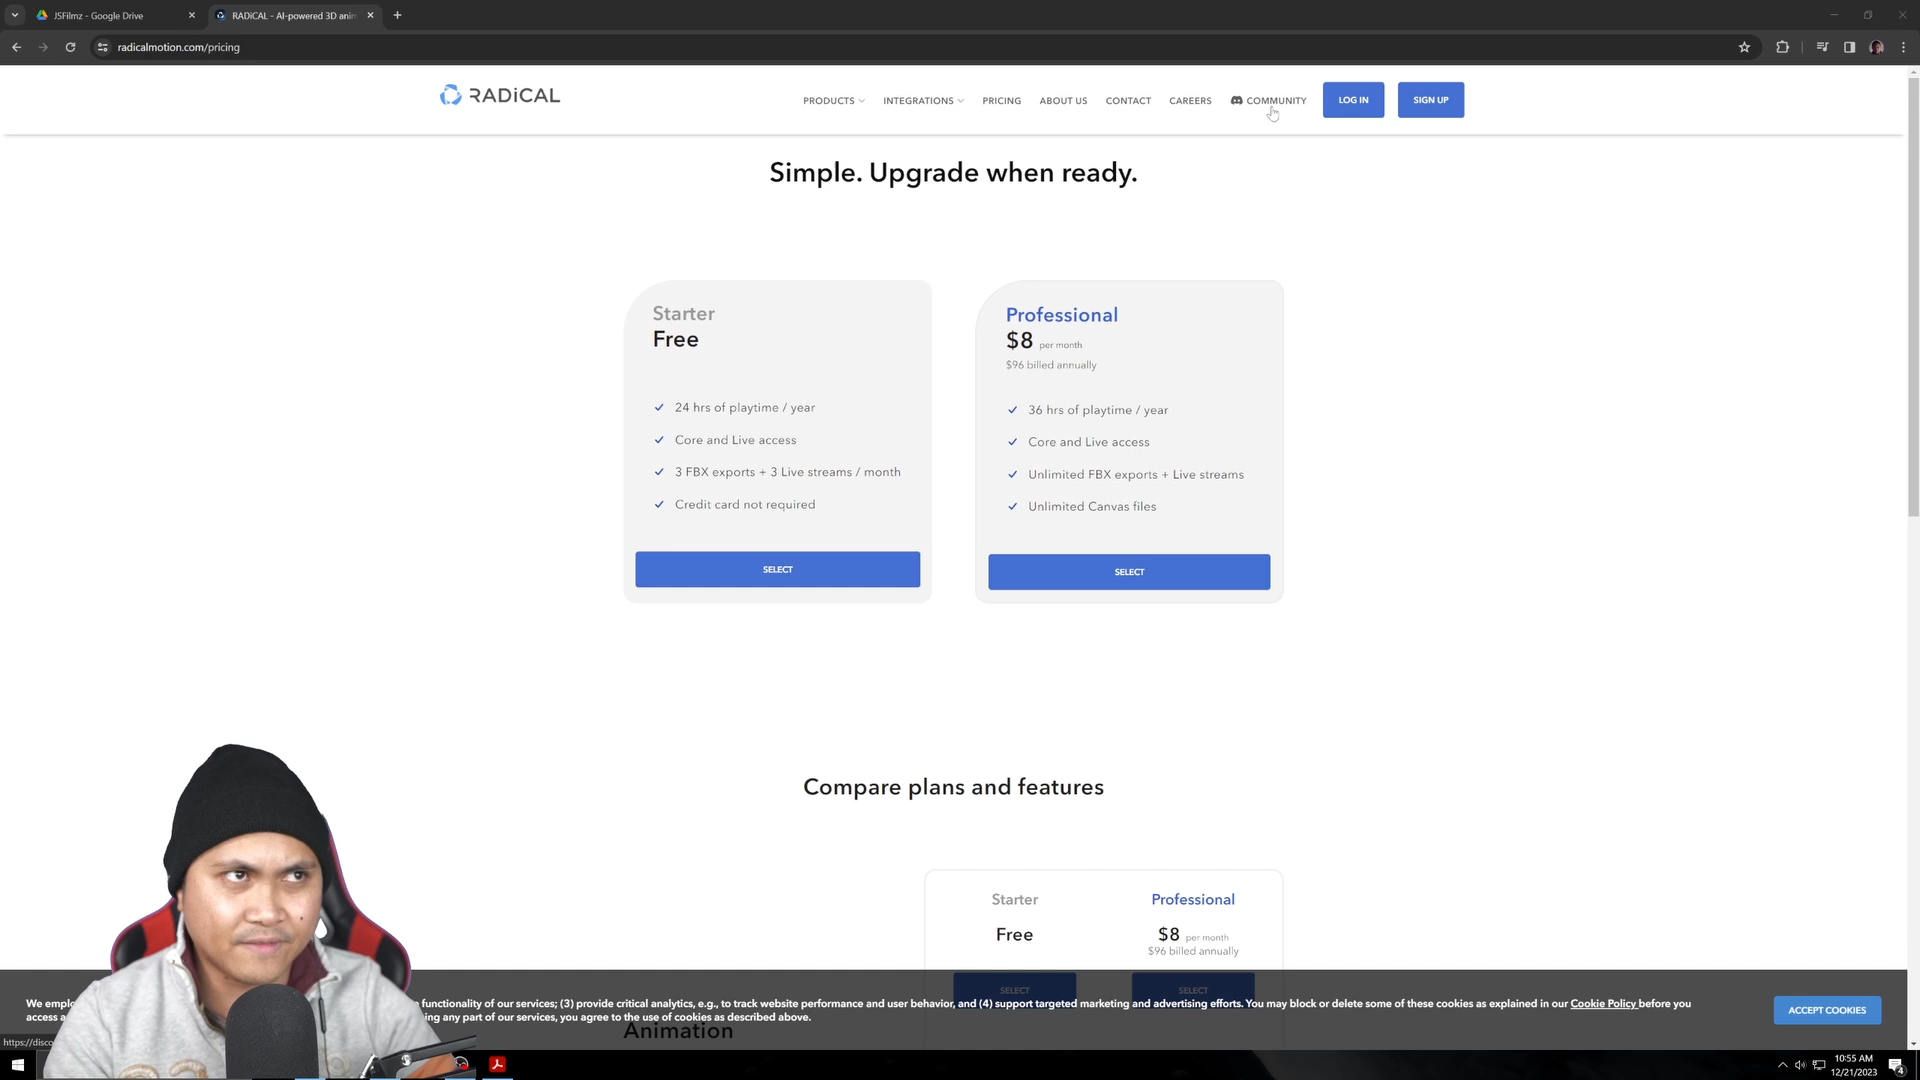 JSFilmz - Google Drive
RADiCAL - AI-powered 3D anim
radicalmotion.com/pricing
RADiCAL
PRODUCTS
INTEGRATIONS
PRICING
ABOUT US
CONTACT
CAREERS
COMMUNITY
LOG IN
SIGN UP
Simple. Upgrade when ready.
Starter
Free
24 hrs of playtime / year
Core and Live access
3 FBX exports + 3 Live streams / month
Credit card not required
SELECT
Professional
$8 per month
$96 billed annually
36 hrs of playtime / year
Core and Live access
Unlimited FBX exports + Live streams
Unlimited Canvas files
SELECT
Compare plans and features
Starter
Free
SELECT
Professional
$8 per month
$96 billed annually
SELECT
We emplo functionality of our services; (3) provide critical analytics, e.g., to track website performance and user behavior, and (4) support targeted marketing and advertising efforts. You may block or delete some of these cookies as explained in our Cookie Policy before you
access a ing any part of our services, you agree to the use of cookies as described above.
ACCEPT COOKIES
Animation
https://disco
10:55 AM
12/21/2023
4